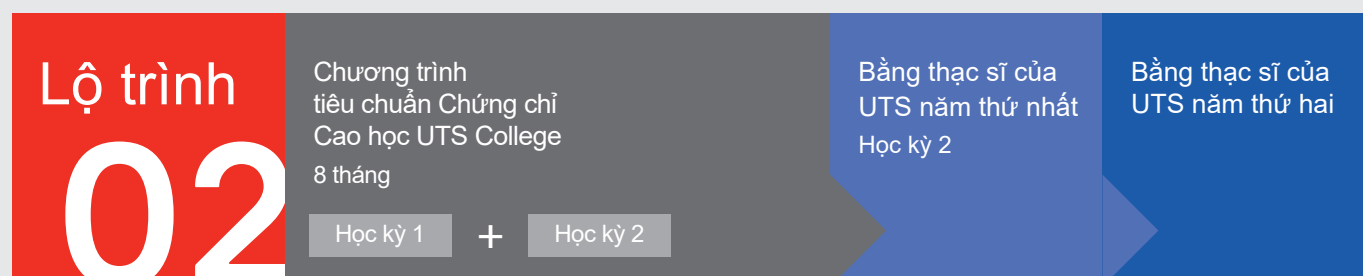 Lộ trình
02
Chương trình
tiêu chuẩn Chứng chỉ
Cao học UTS College
8 tháng
Học kỳ 1 + Học kỳ 2
Bằng thạc sĩ của
UTS năm thứ nhất
Học kỳ 2
Bằng thạc sĩ của
UTS năm thứ hai